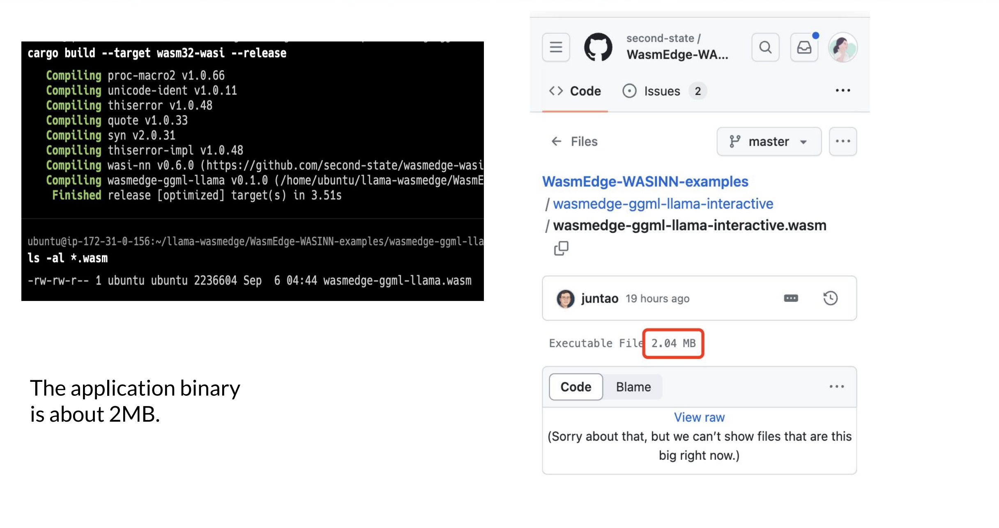 cargo build --target wasm32-wasi --release
Compiling proc-macro2 v1.0.66
Compiling unicode-ident v1.0.11
Compiling thiserror v1.0.48
Compiling quote v1.0.33
Compiling syn v2.0.31
Compiling thiserror-impl v1.0.48
Compiling wasi-nn v0.6.0 (https://github.com/second-state/wasmedge-wasi
Compiling wasmedge-ggml-llama v0.1.0 (/home/ubuntu/llama-wasmedge/WasmE
Finished release [optimized] target(s) in 3.51s
ubuntu@ip-172-31-0-156:~/llama-wasmedge/WasmEdge-WASINN-examples/wasmedge-ggml-lla
ls -al *.wasm
-rw-rw-r-- 1 ubuntu ubuntu 2236604 Sep  6 04:44 wasmedge-ggml-llama.wasm
The application binary
is about 2MB.
second-state /
WasmEdge-WA...
Code Issues 2
Files master
WasmEdge-WASINN-examples
/ wasmedge-ggml-llama-interactive
/ wasmedge-ggml-llama-interactive.wasm
juntao 19 hours ago
Executable File 2.04 MB
Code Blame
View raw
(Sorry about that, but we can't show files that are this
big right now.)